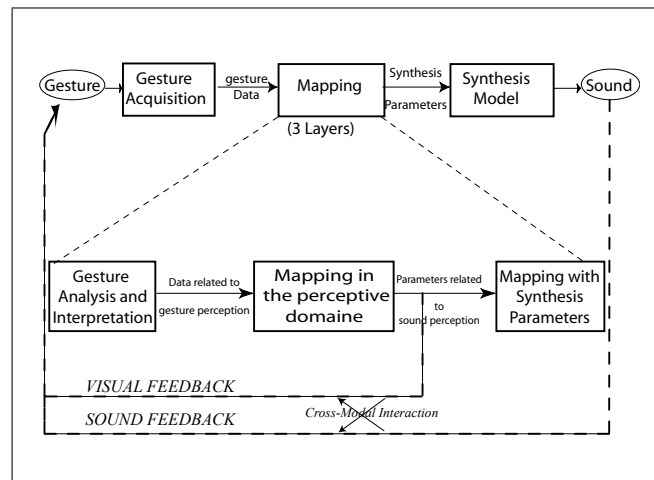 Gesture
Gesture
Acquisition
gesture
Data
Mapping
(3 Layers)
Synthesis
Parameters
Synthesis
Model
Sound
Gesture
Analysis and
Interpretation
Data related to
gesture perception
Mapping in
the perceptive
domaine
Parameters related
to
sound perception
Mapping with
Synthesis
Parameters
VISUAL FEEDBACK
SOUND FEEDBACK
Cross-Modal Interaction